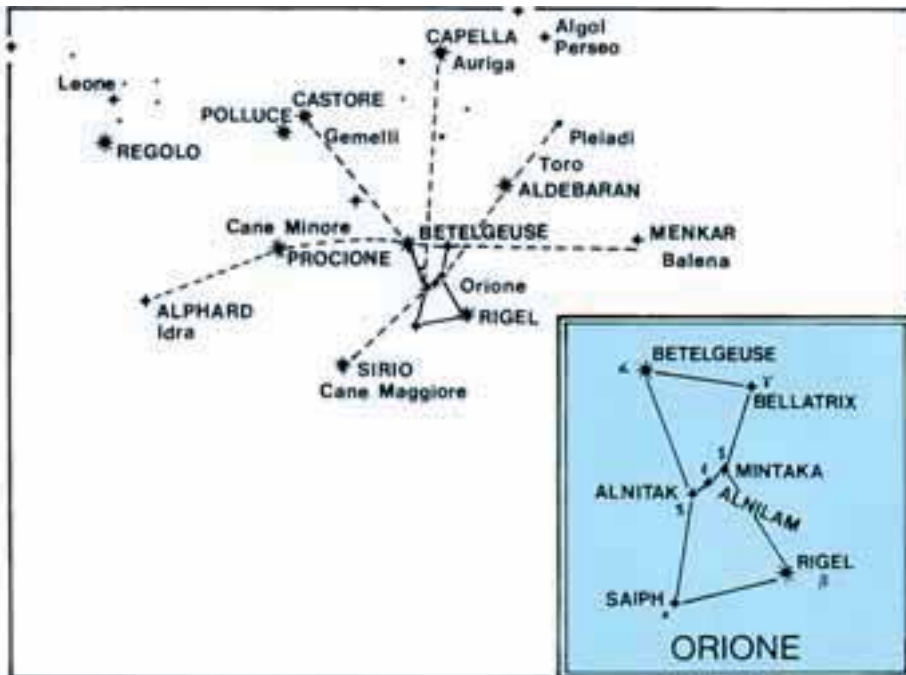 CAPELLA
Auriga
Algol
Perseo
Leone
CASTORE
POLLUCE
Gemelli
REGOLO
Pleiadi
Toro
ALDEBARAN
Cane Minore
BETELGEUSE
PROCIONE
MENKAR
Balena
Orione
ALPHARD
Idra
RIGEL
SIRIO
Cane Maggiore
BETELGEUSE
α
γ
BELLATRIX
δ
MINTAKA
ε
ALNITAK
ALNILAM
ζ
RIGEL
β
SAIPH
ORIONE